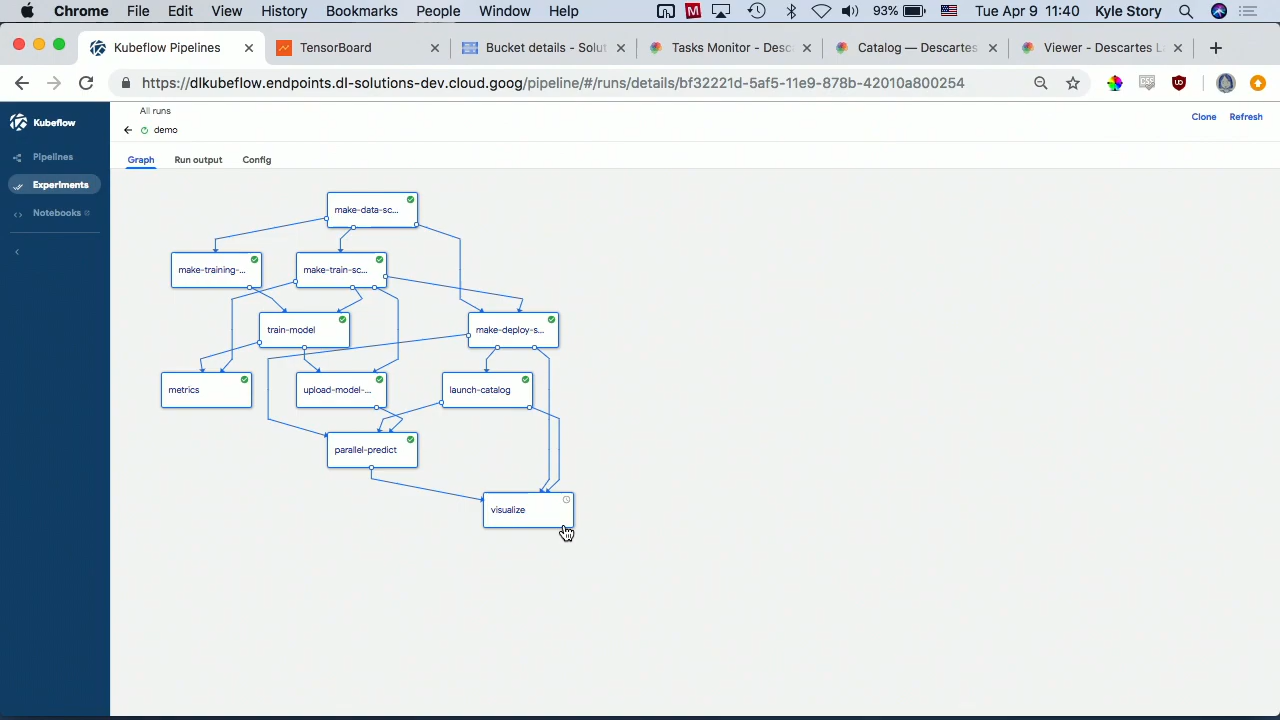 Chrome File Edit View History Bookmarks People Window Help 93% Tue Apr 9 11:40 Kyle Story
Kubeflow Pipelines TensorBoard Bucket details - Solut Tasks Monitor - Desc Catalog — Descartes Viewer - Descartes L
https://dlkubeflow.endpoints.dl-solutions-dev.cloud.goog/pipeline/#/runs/details/bf32221d-5af5-11e9-878b-42010a800254
Kubeflow
Pipelines
Experiments
Notebooks
All runs
demo
Clone Refresh
Graph Run output Config
make-data-sc...
make-training-...
make-train-sc...
train-model
make-deploy-s...
metrics
upload-model-...
launch-catalog
parallel-predict
visualize